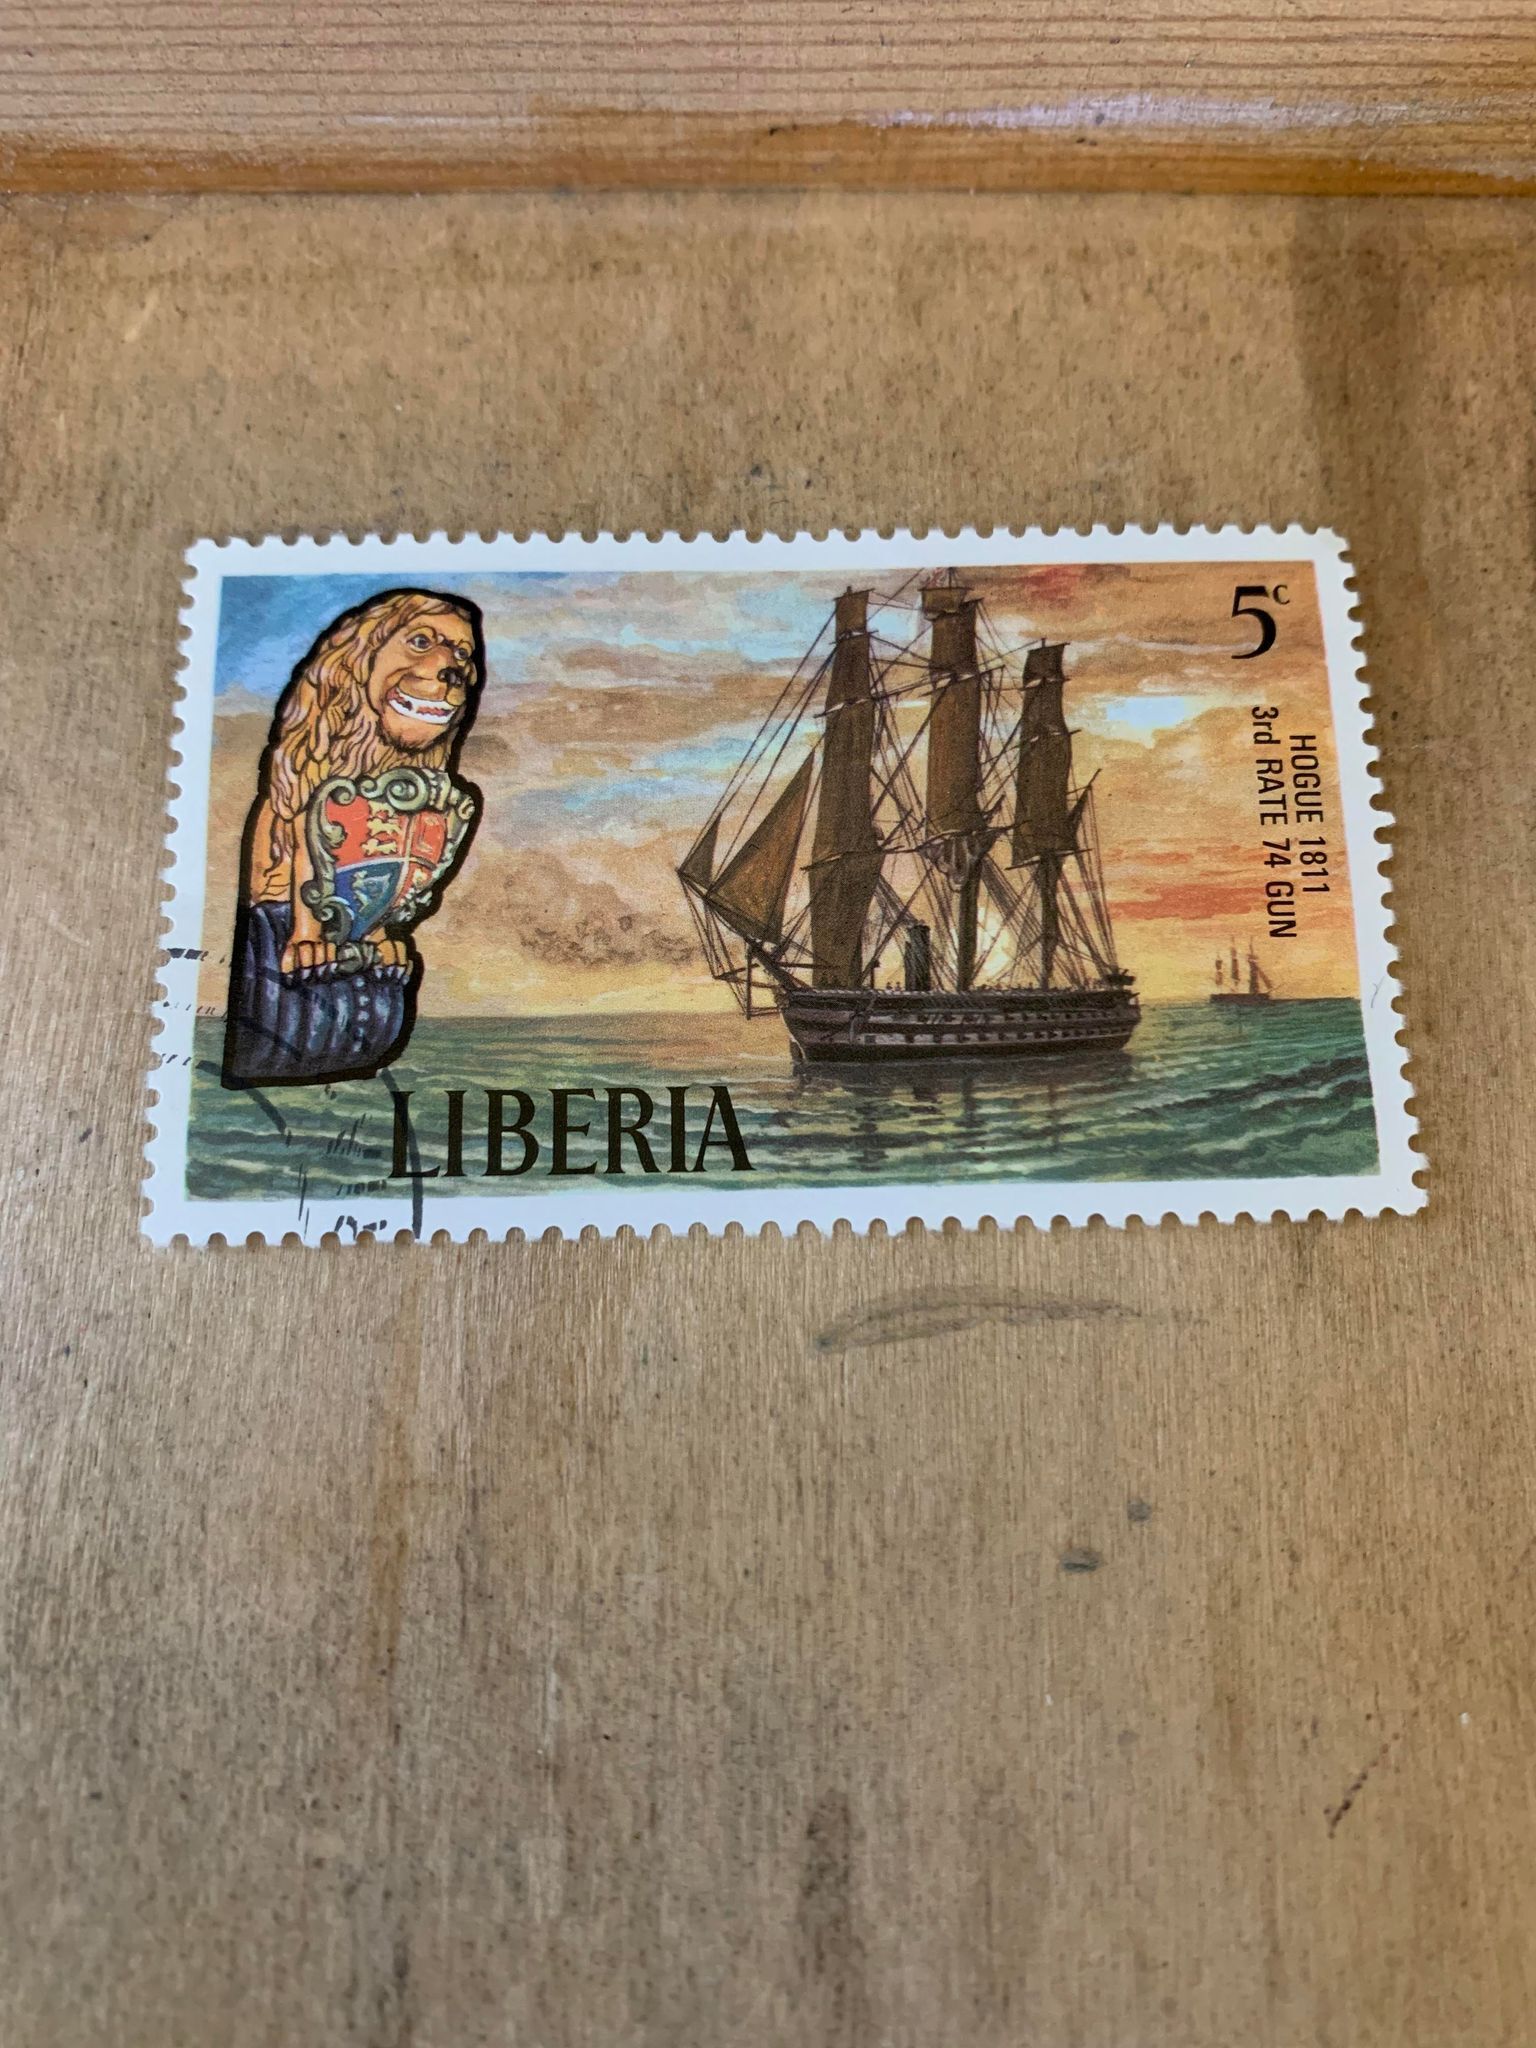 5c
HOGUE 1811
3rd RATE 74 GUN
LIBERIA